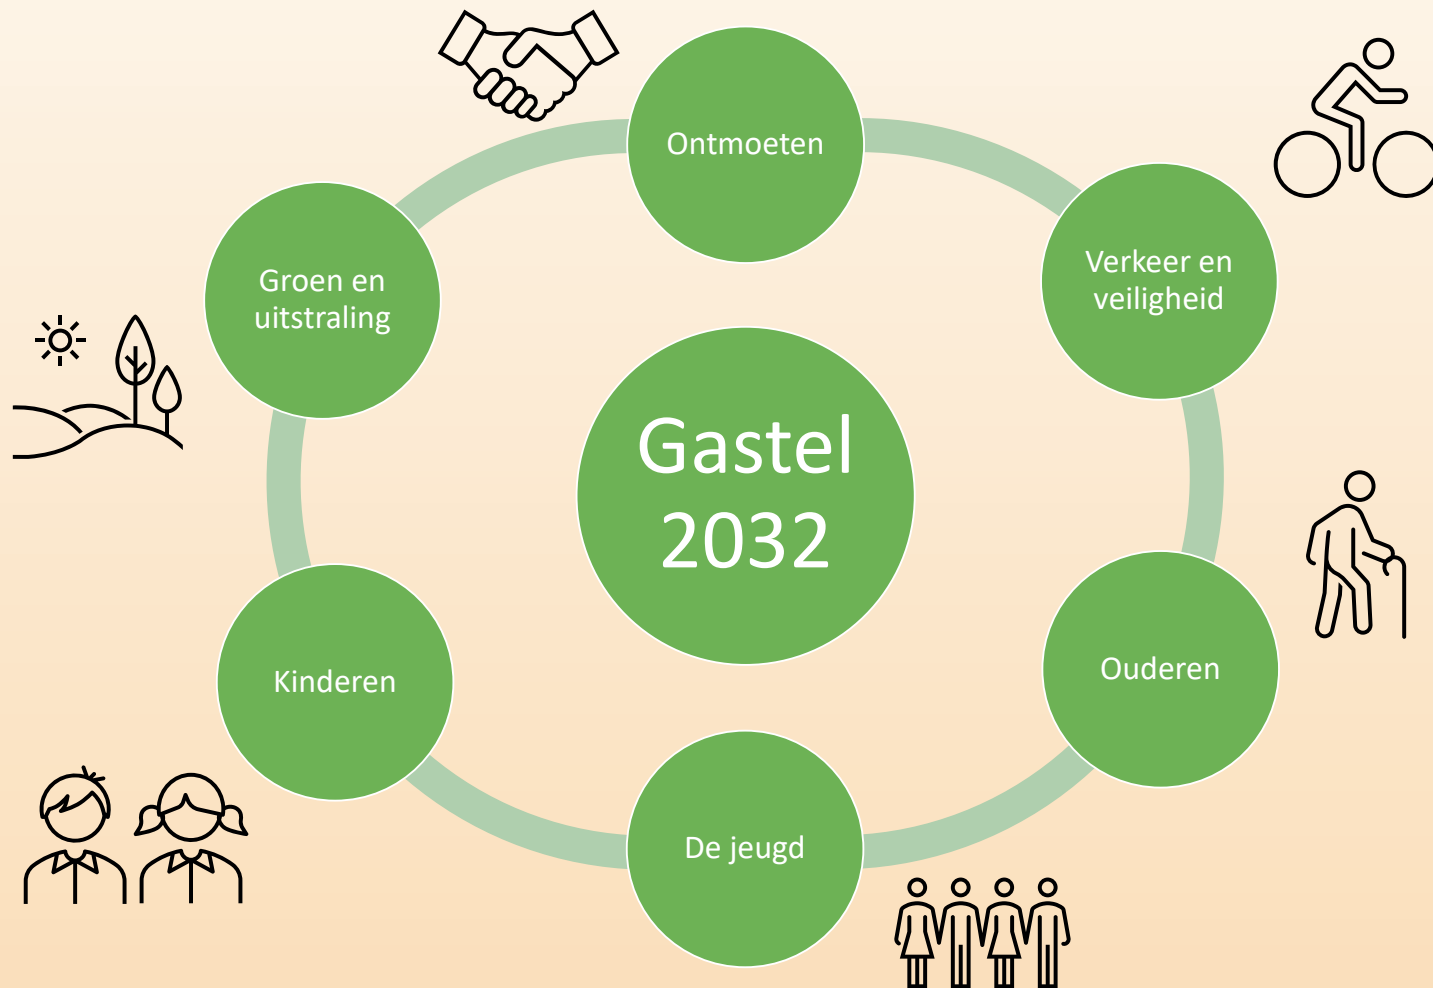 Ontmoeten
Verkeer en
veiligheid
Groen en
uitstraling
Gastel
2032
Kinderen
Ouderen
De jeugd